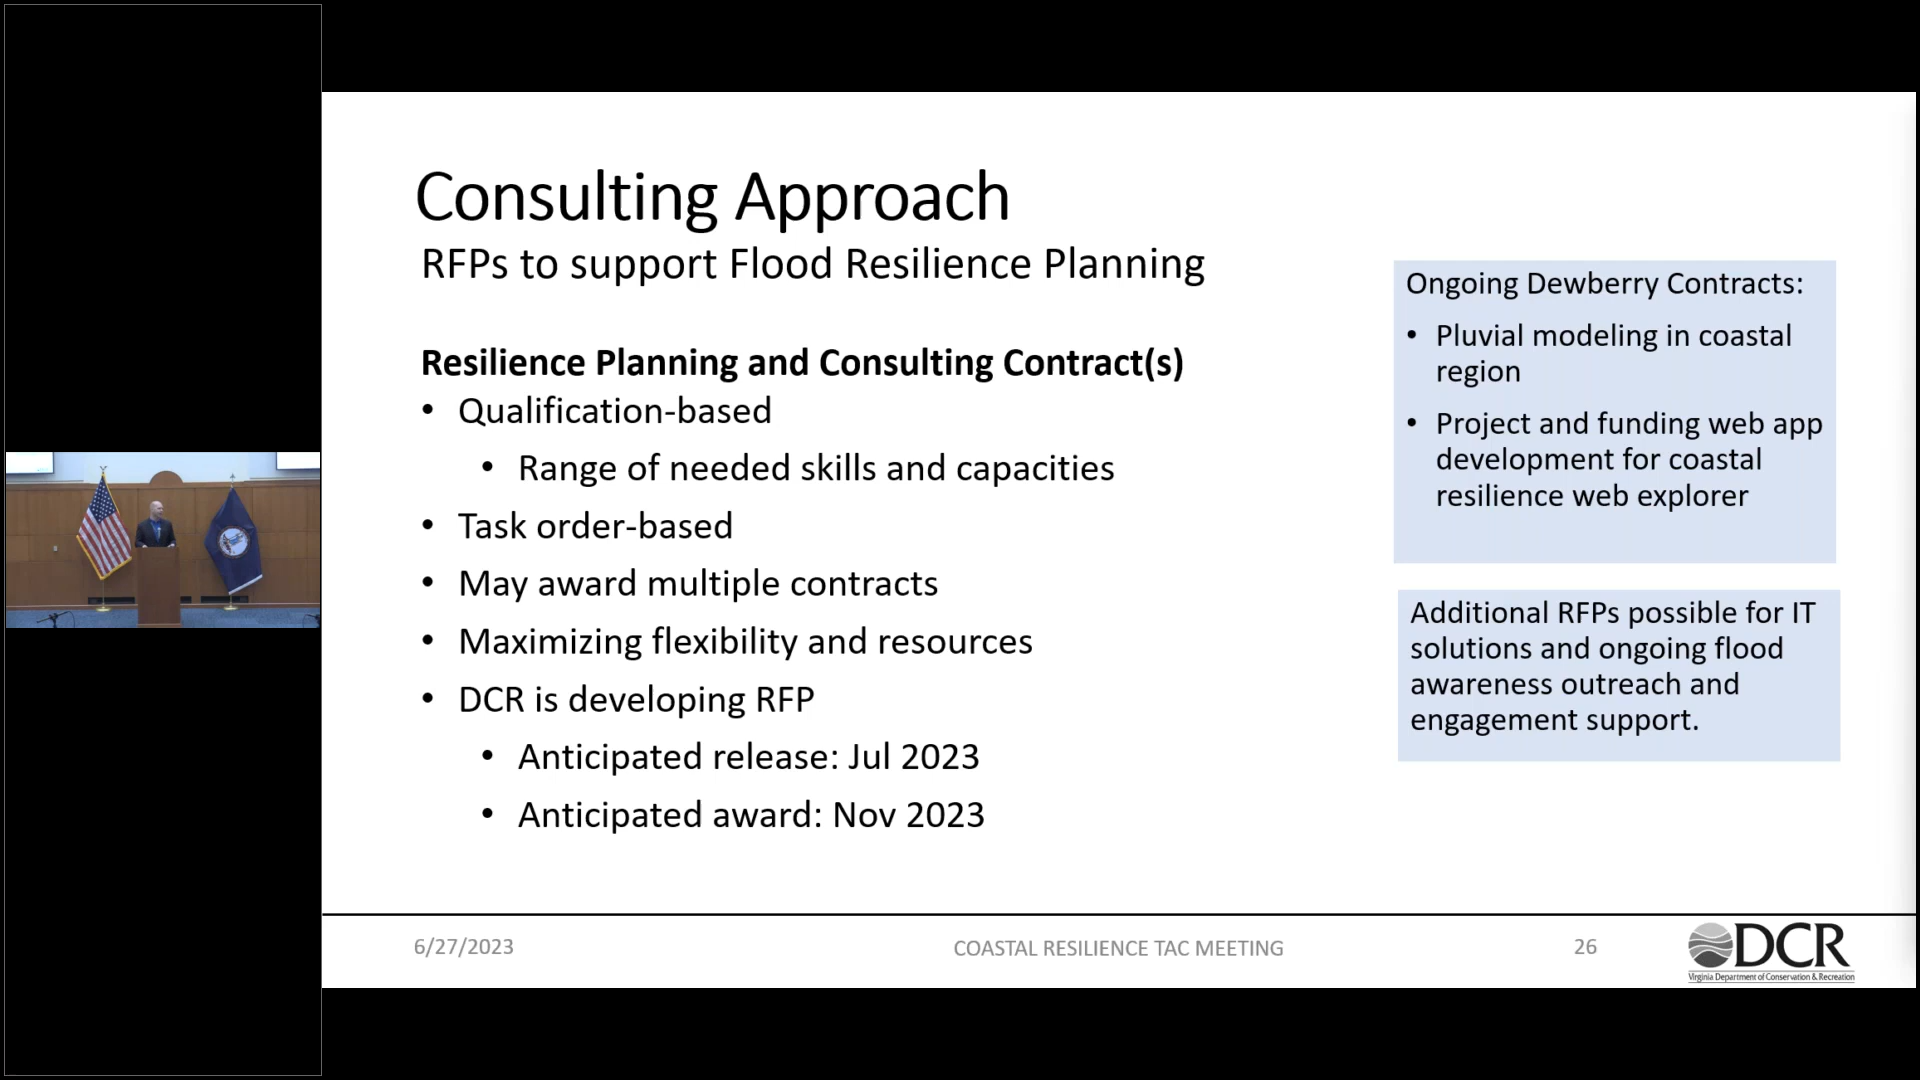 Consulting Approach
RFPs to support Flood Resilience Planning
Resilience Planning and Consulting Contract(s)
• Qualification-based
• Range of needed skills and capacities
• Task order-based
• May award multiple contracts
• Maximizing flexibility and resources
• DCR is developing RFP
• Anticipated release: Jul 2023
• Anticipated award: Nov 2023
Ongoing Dewberry Contracts:
• Pluvial modeling in coastal
region
• Project and funding web app
development for coastal
resilience web explorer
Additional RFPs possible for IT
solutions and ongoing flood
awareness outreach and
engagement support.
6/27/2023
COASTAL RESILIENCE TAC MEETING
26
DCR
Virginia Department of Conservation & Recreation